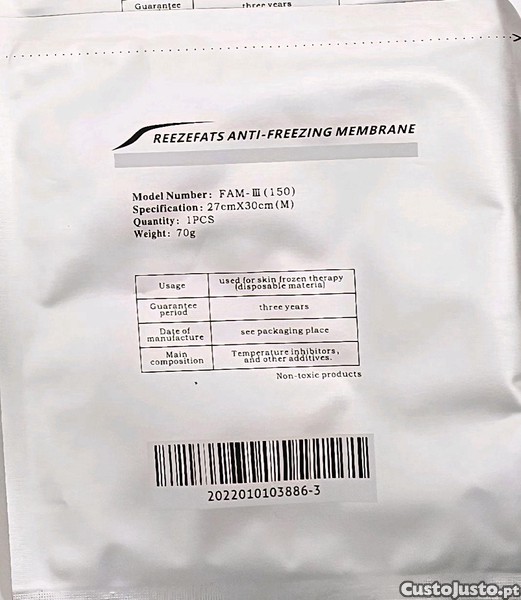 Guarantee three years
REEZEFATS ANTI-FREEZING MEMBRANE
Model Number: FAM-Ⅲ(150)
Specification: 27cmX30cm(M)
Quantity: 1PCS
Weight: 70g
Usage
used for skin frozen therapy
(disposable materia)
Guarantee
period
three years
Date of
manufacture
see packaging place
Main
composition
Temperature inhibitors,
and other additives.
Non-toxic products
2022010103886-3
CustoJusto.pt